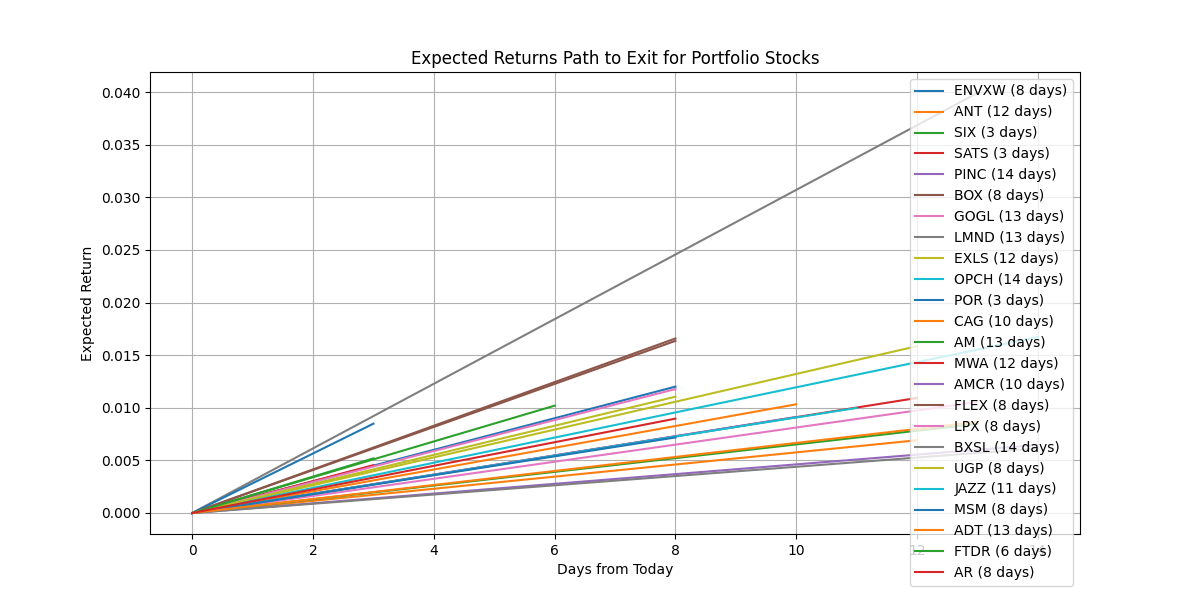 Expected Returns Path to Exit for Portfolio Stocks
Expected Return
0.040
0.035
0.030
0.025
0.020
0.015
0.010
0.005
0.000
0
2
4
6
8
10
12
Days from Today
ENVXW (8 days)
ANT (12 days)
SIX (3 days)
SATS (3 days)
PINC (14 days)
BOX (8 days)
GOGL (13 days)
LMND (13 days)
EXLS (12 days)
OPCH (14 days)
POR (3 days)
CAG (10 days)
AM (13 days)
MWA (12 days)
AMCR (10 days)
FLEX (8 days)
LPX (8 days)
BXSL (14 days)
UGP (8 days)
JAZZ (11 days)
MSM (8 days)
ADT (13 days)
FTDR (6 days)
AR (8 days)